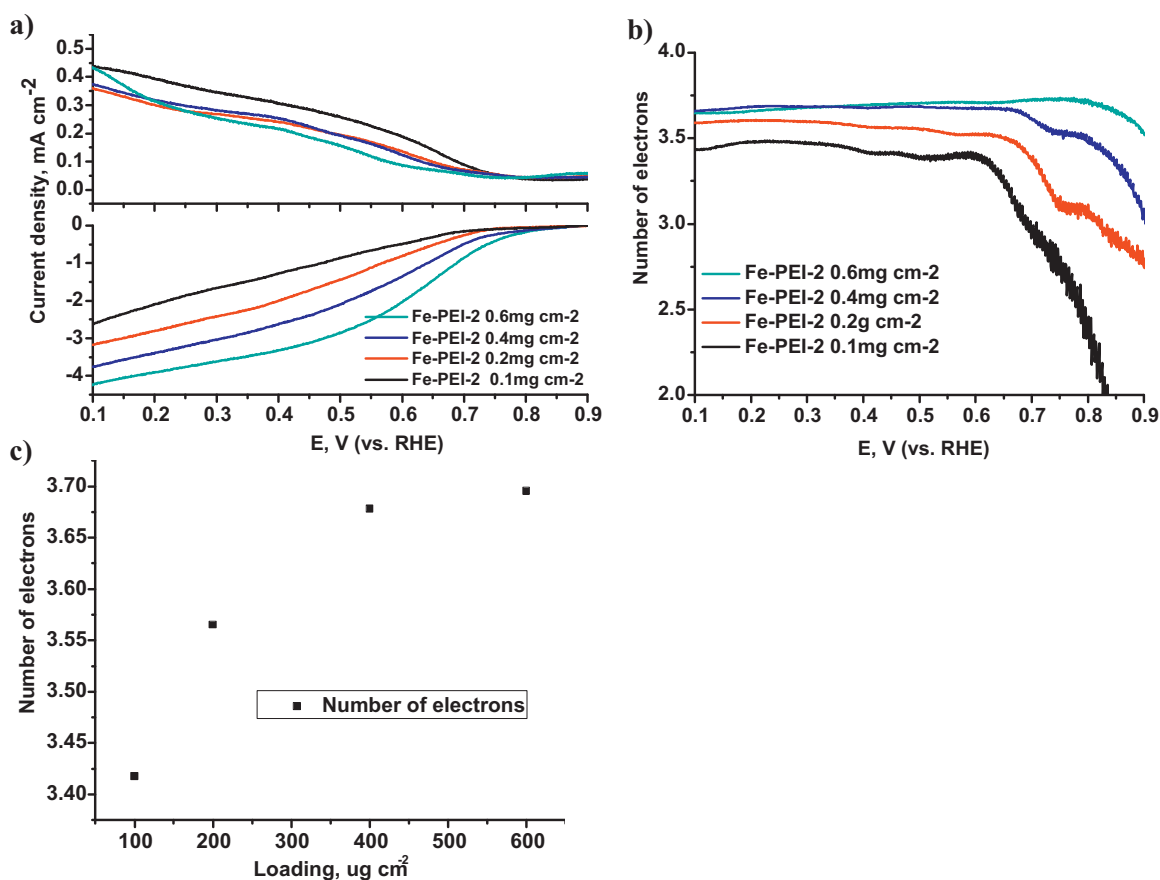 a)
0.5
0.4
0.3
0.2
0.1
0.0
0
-1
-2
-3
-4
Current density, mA cm-2
Fe-PEI-2 0.6mg cm-2
Fe-PEI-2 0.4mg cm-2
Fe-PEI-2 0.2mg cm-2
Fe-PEI-2 0.1mg cm-2
0.1 0.2 0.3 0.4 0.5 0.6 0.7 0.8 0.9
E, V (vs. RHE)
b)
4.0
3.5
3.0
2.5
2.0
Number of electrons
Fe-PEI-2 0.6mg cm-2
Fe-PEI-2 0.4mg cm-2
Fe-PEI-2 0.2g cm-2
Fe-PEI-2 0.1mg cm-2
0.1 0.2 0.3 0.4 0.5 0.6 0.7 0.8 0.9
E, V (vs. RHE)
c)
3.70
3.65
3.60
3.55
3.50
3.45
3.40
Number of electrons
Number of electrons
100 200 300 400 500 600
Loading, ug cm-2